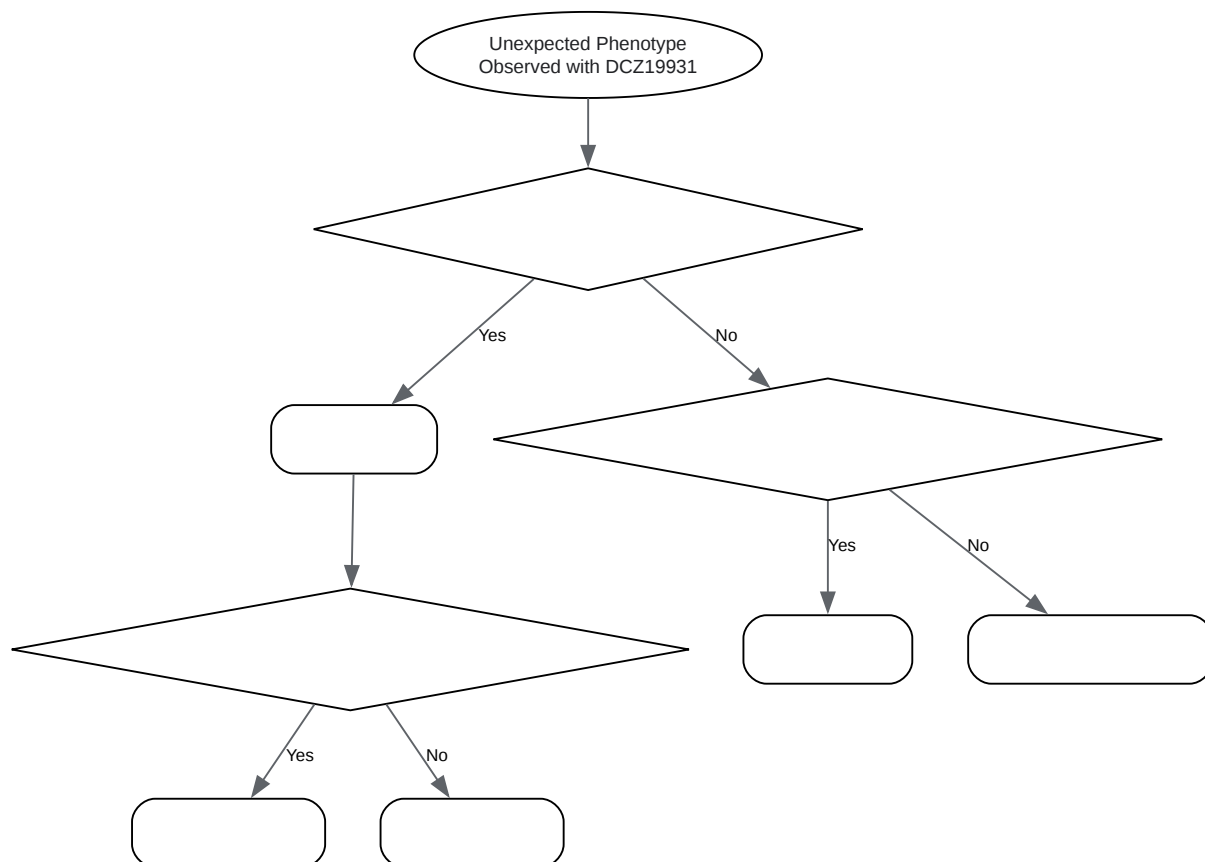 Unexpected Phenotype
Observed with DCZ19931
Yes
No
Yes
No
Yes
No